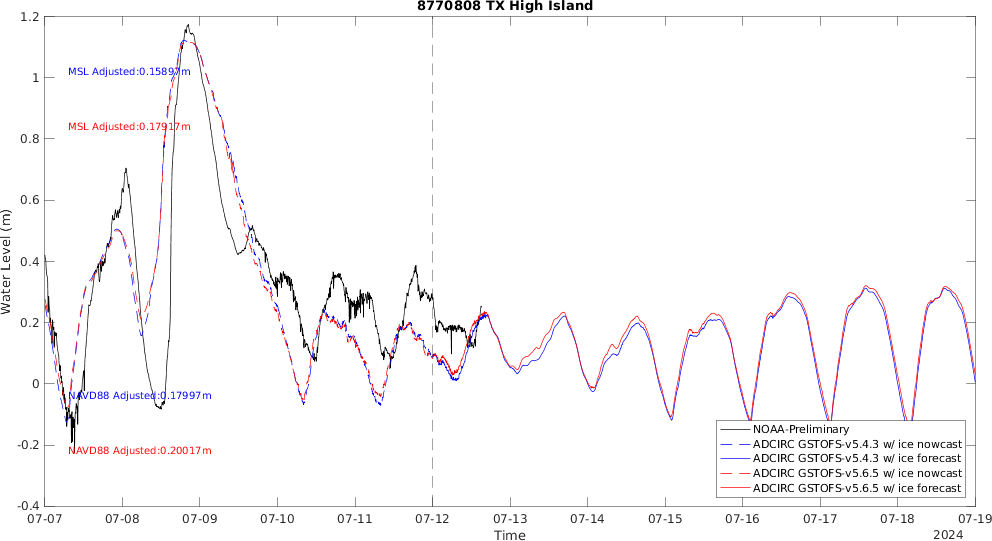 8770808 TX High Island
1.2
1
0.8
0.6
0.4
0.2
0
-0.2
-0.4
Water Level (m)
MSL Adjusted:0.15897m
MSL Adjusted:0.17917m
NAVD88 Adjusted:0.17997m
NAVD88 Adjusted:0.20017m
NOAA-Preliminary
ADCIRC GSTOFS-v5.4.3 w/ ice nowcast
ADCIRC GSTOFS-v5.4.3 w/ ice forecast
ADCIRC GSTOFS-v5.6.5 w/ ice nowcast
ADCIRC GSTOFS-v5.6.5 w/ ice forecast
07-07 07-08 07-09 07-10 07-11 07-12 07-13 07-14 07-15 07-16 07-17 07-18 07-19
Time
2024